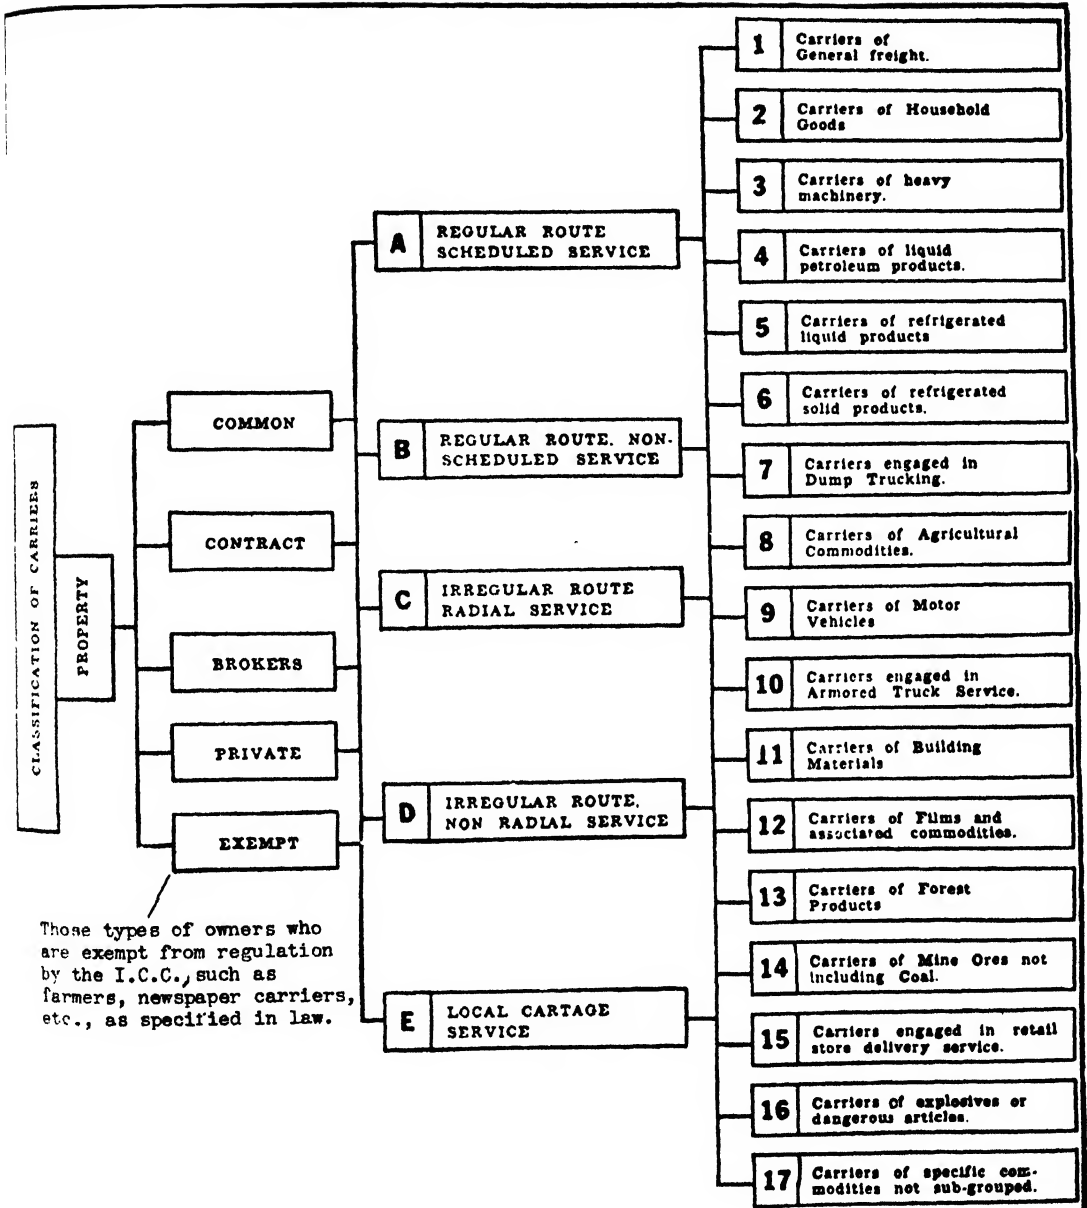 CLASSIFICATION OF CARRIERS
PROPERTY
COMMON
CONTRACT
BROKERS
PRIVATE
EXEMPT
Those types of owners who
are exempt from regulation
by the I.C.C., such as
farmers, newspaper carriers,
etc., as specified in law.
A
REGULAR ROUTE
SCHEDULED SERVICE
B
REGULAR ROUTE. NON-
SCHEDULED SERVICE
C
IRREGULAR ROUTE
RADIAL SERVICE
D
IRREGULAR ROUTE.
NON RADIAL SERVICE
E
LOCAL CARTAGE
SERVICE
1
Carriers of
General freight.
2
Carriers of Household
Goods
3
Carriers of heavy
machinery.
4
Carriers of liquid
petroleum products.
5
Carriers of refrigerated
liquid products
6
Carriers of refrigerated
solid products.
7
Carriers engaged in
Dump Trucking.
8
Carriers of Agricultural
Commodities.
9
Carriers of Motor
Vehicles
10
Carriers engaged in
Armored Truck Service.
11
Carriers of Building
Materials
12
Carriers of Films and
associated commodities.
13
Carriers of Forest
Products
14
Carriers of Mine Ores not
including Coal.
15
Carriers engaged in retail
store delivery service.
16
Carriers of explosives or
dangerous articles.
17
Carriers of specific com-
modities not sub-grouped.